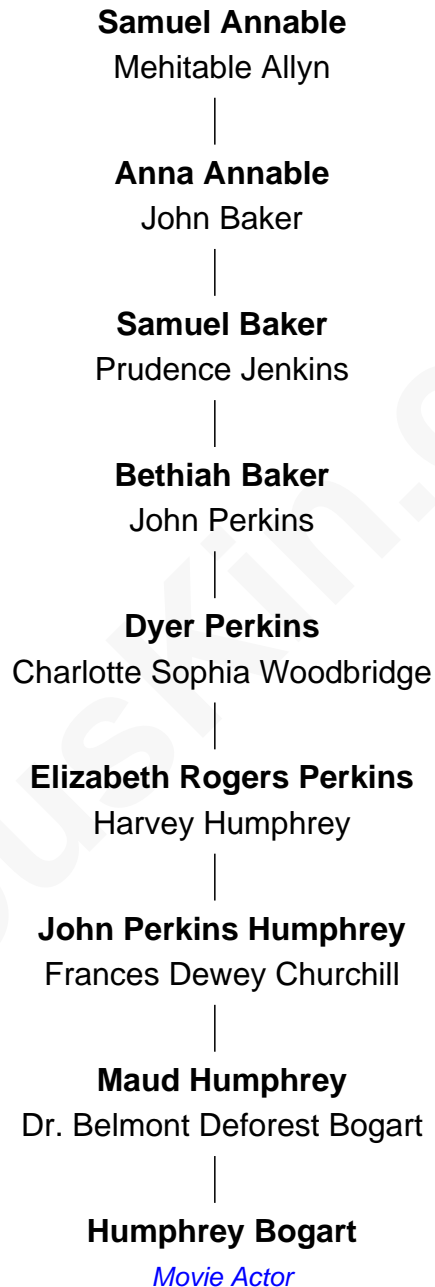 Samuel Annable
Mehitable Allyn
Anna Annable
John Baker
Samuel Baker
Prudence Jenkins
Bethiah Baker
John Perkins
Dyer Perkins
Charlotte Sophia Woodbridge
Elizabeth Rogers Perkins
Harvey Humphrey
John Perkins Humphrey
Frances Dewey Churchill
Maud Humphrey
Dr. Belmont Deforest Bogart
Humphrey Bogart
Movie Actor